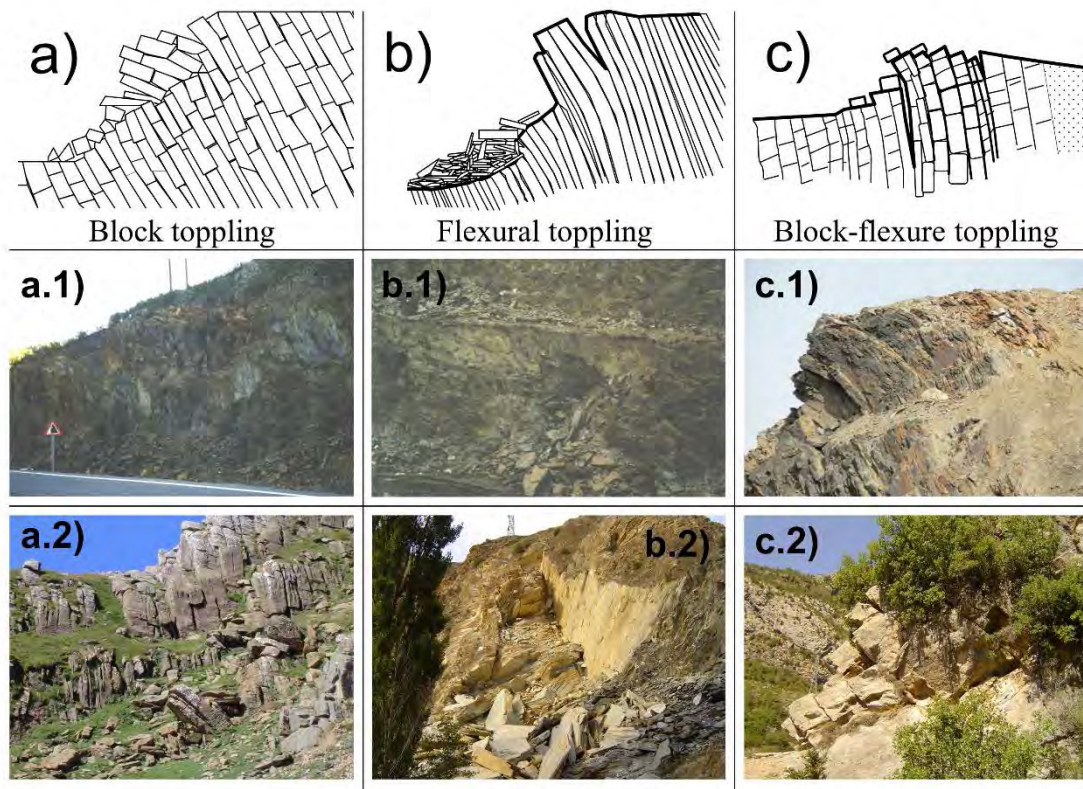 a)
b)
c)
Block toppling
Flexural toppling
Block-flexure toppling
a.1)
b.1)
c.1)
a.2)
b.2)
c.2)